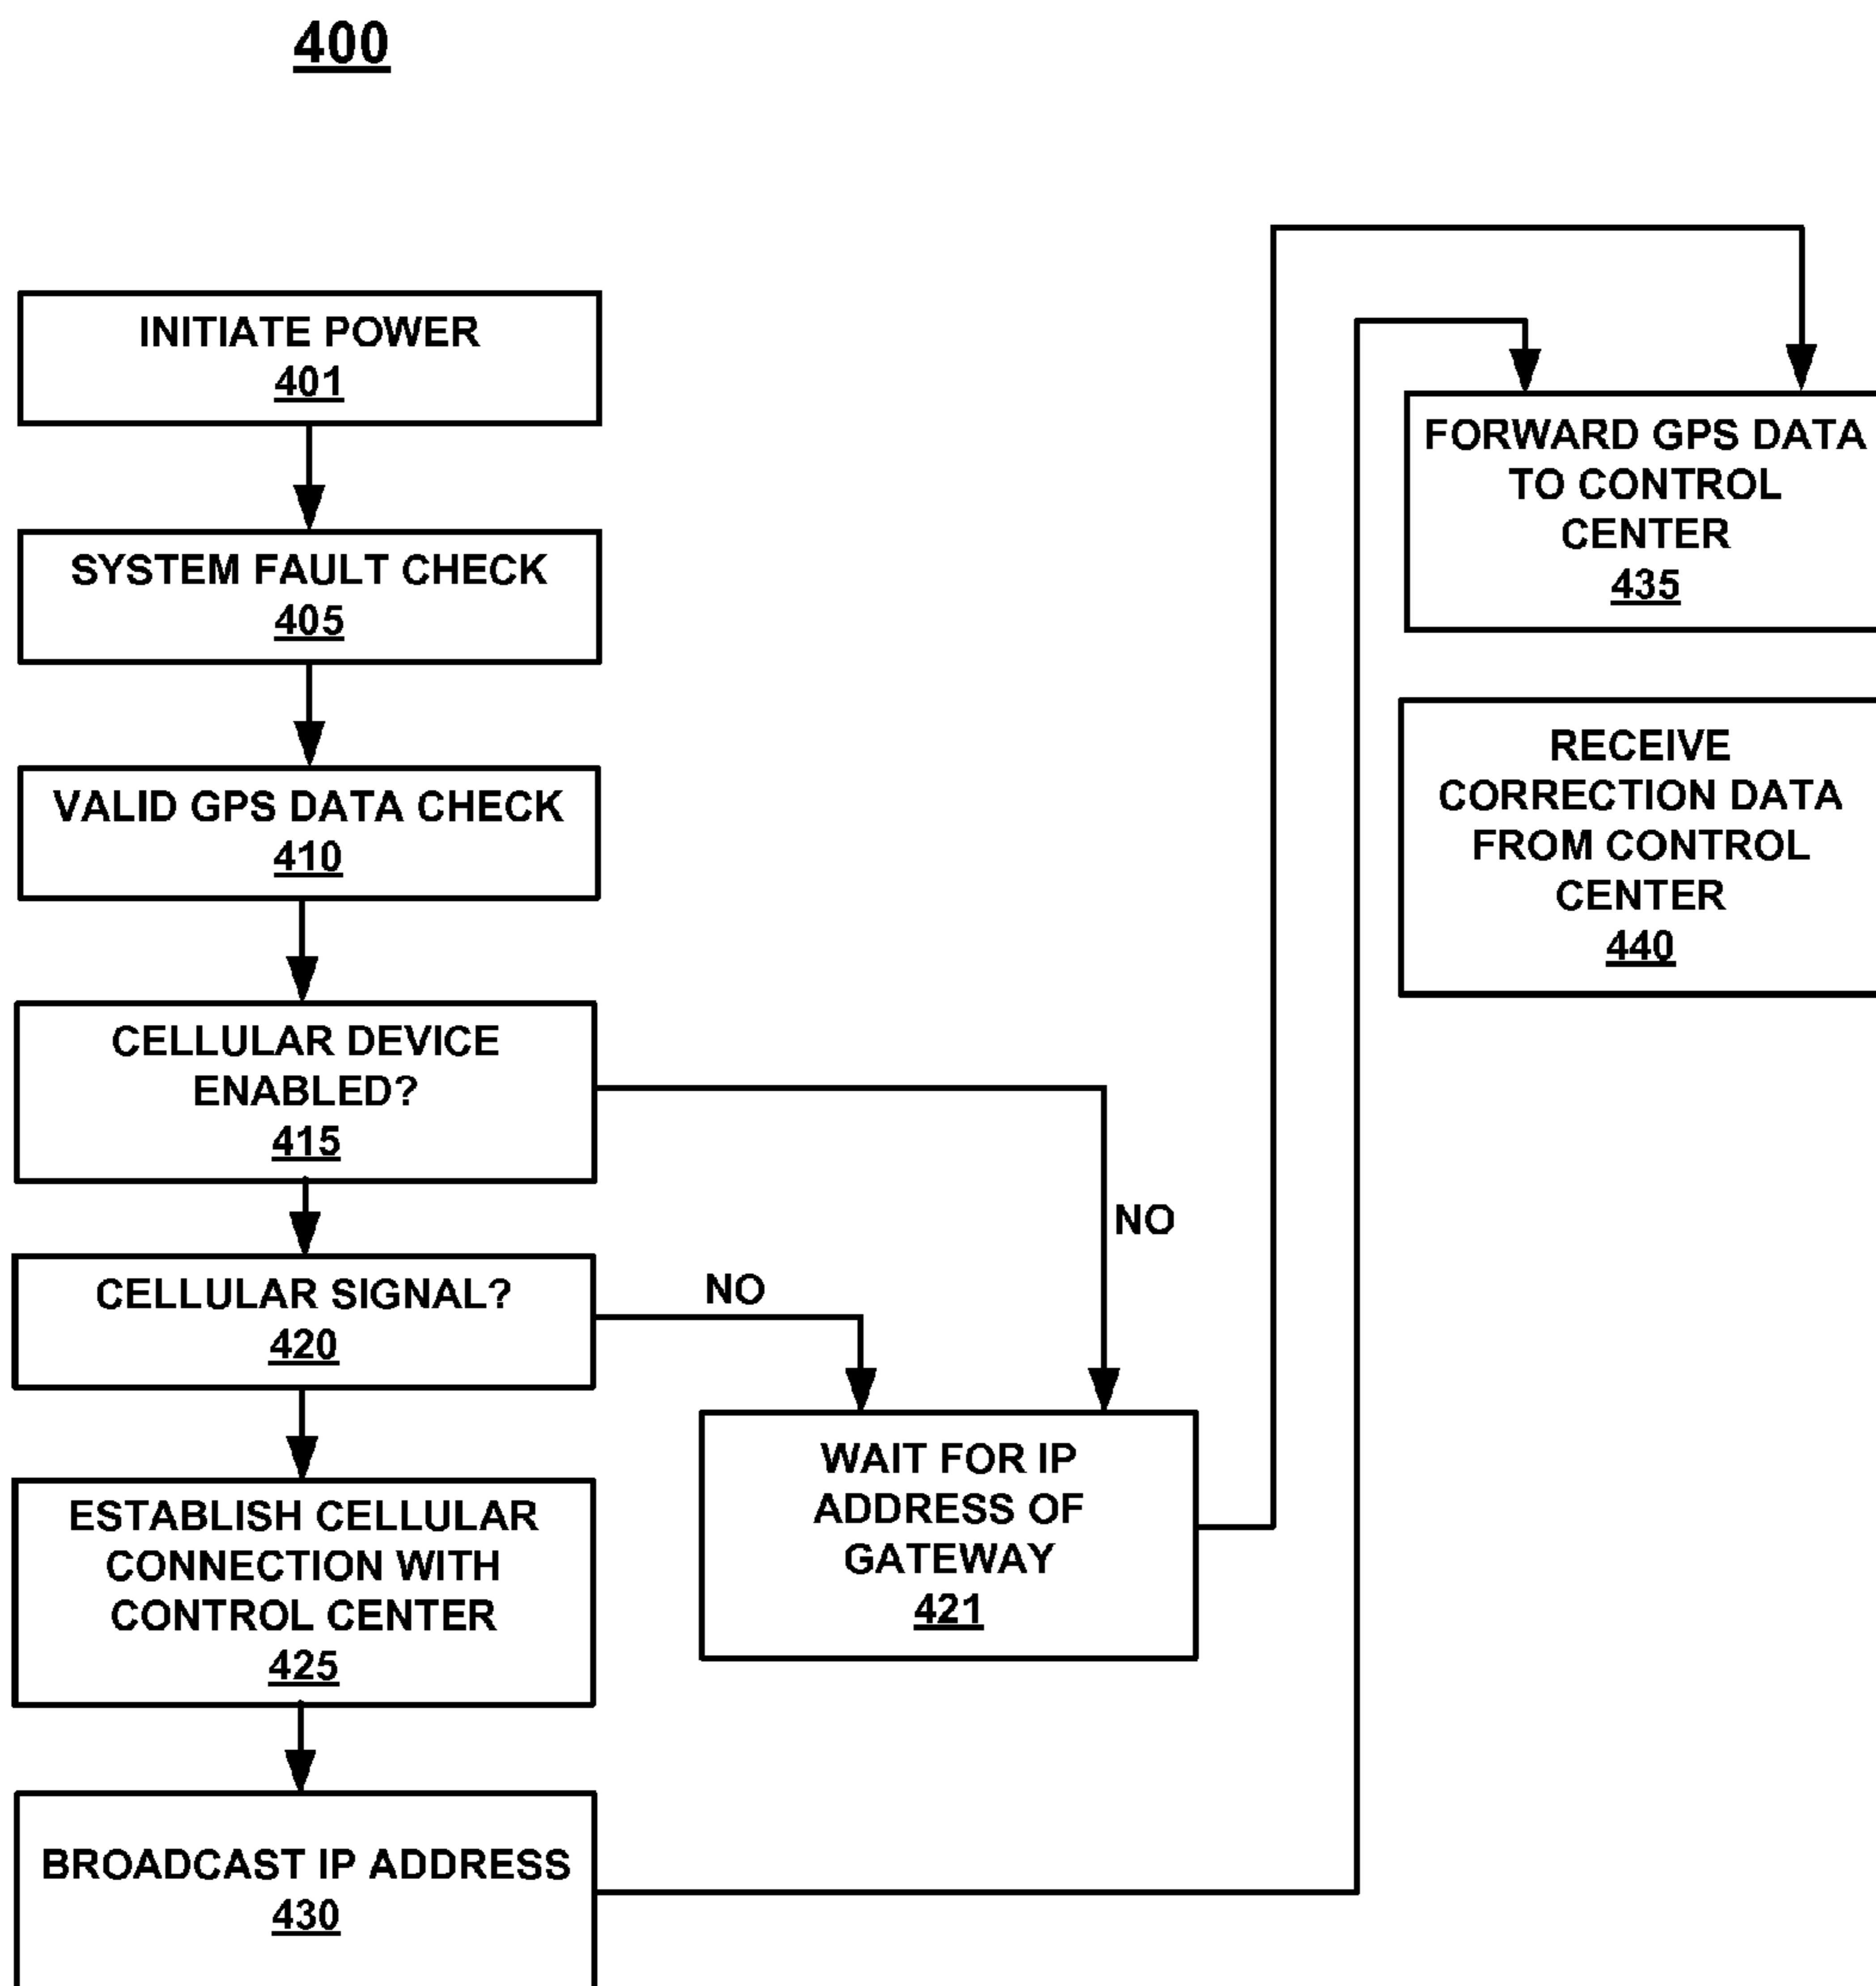 400
INITIATE POWER
401
SYSTEM FAULT CHECK
405
VALID GPS DATA CHECK
410
CELLULAR DEVICE
ENABLED?
415
NO
CELLULAR SIGNAL?
420
NO
WAIT FOR IP
ADDRESS OF
GATEWAY
421
ESTABLISH CELLULAR
CONNECTION WITH
CONTROL CENTER
425
BROADCAST IP ADDRESS
430
FORWARD GPS DATA
TO CONTROL
CENTER
435
RECEIVE
CORRECTION DATA
FROM CONTROL
CENTER
440